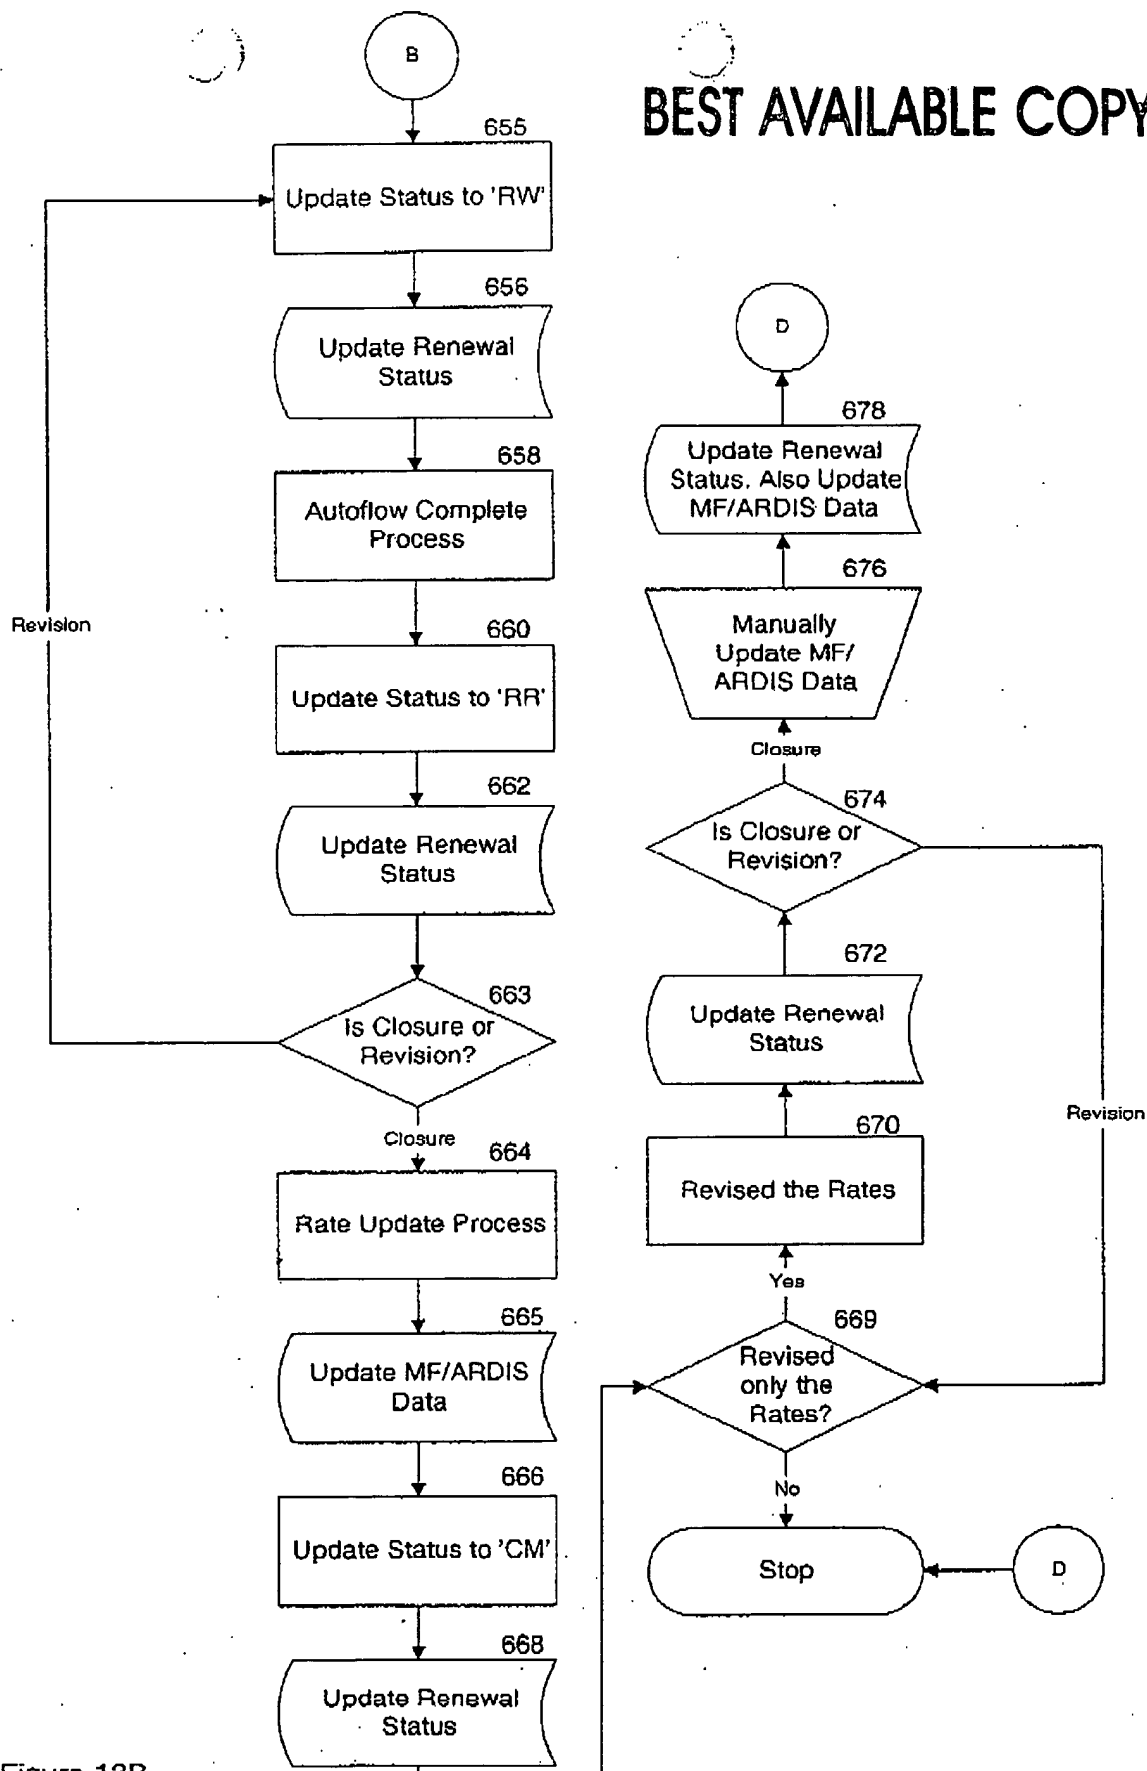 B
BEST AVAILABLE COPY
655
Update Status to 'RW'
656
Update Renewal
Status
658
Autoflow Complete
Process
Revision
660
Update Status to 'RR'
662
Update Renewal
Status
663
Is Closure or
Revision?
Closure
664
Rate Update Process
665
Update MF/ARDIS
Data
666
Update Status to 'CM'
668
Update Renewal
Status
D
678
Update Renewal
Status. Also Update
MF/ARDIS Data
676
Manually
Update MF/
ARDIS Data
Closure
674
Is Closure or
Revision?
672
Update Renewal
Status
Revision
670
Revised the Rates
Yes
669
Revised
only the
Rates?
No
Stop
D